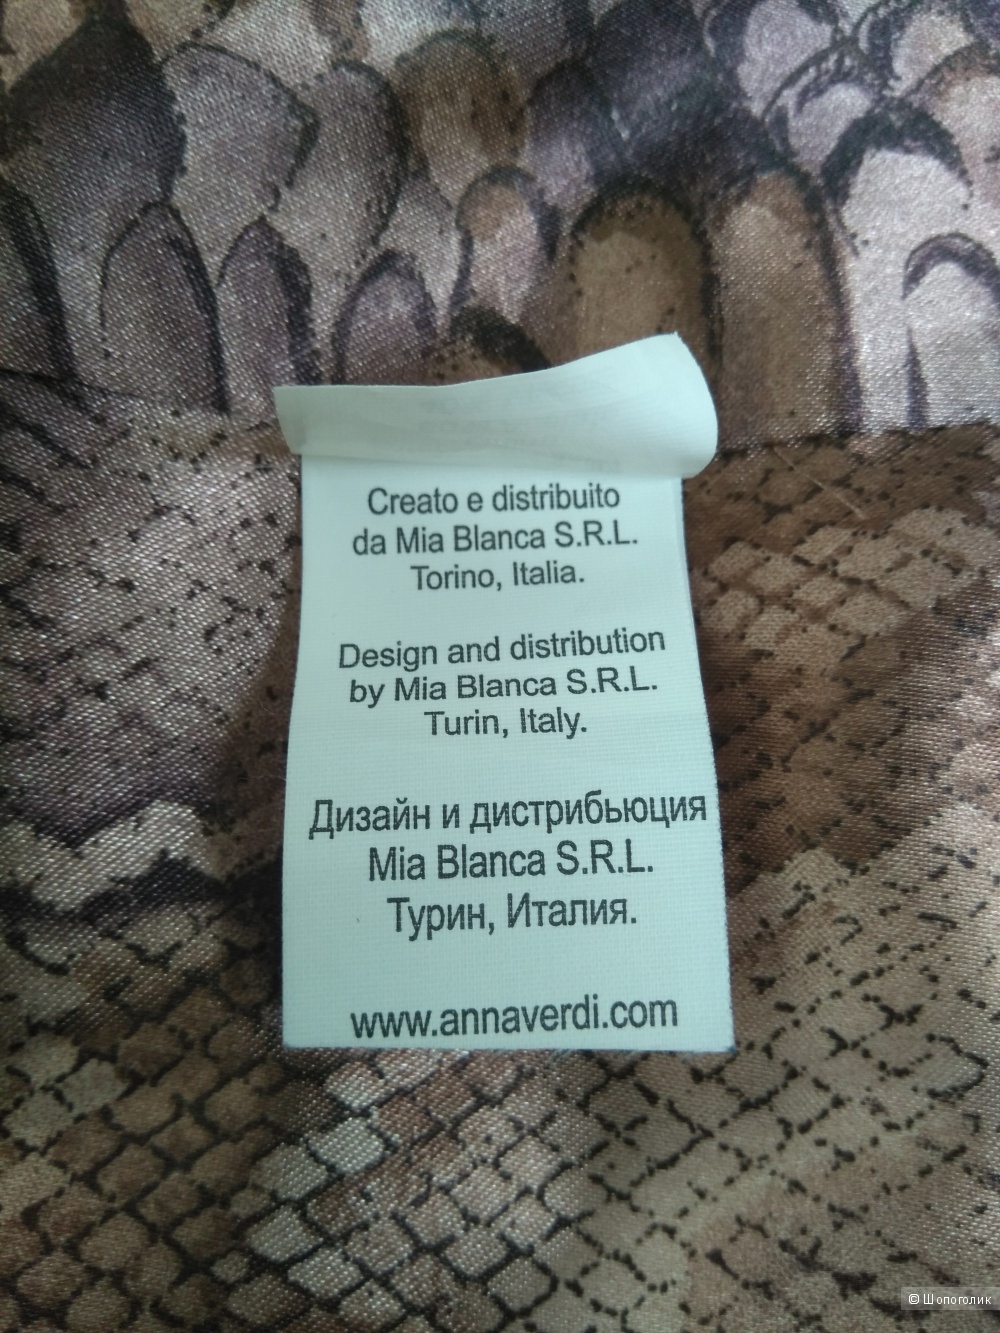 Creato e distribuito
da Mia Blanca S.R.L.
Torino, Italia.
Design and distribution
by Mia Blanca S.R.L.
Turin, Italy.
Дизайн и дистрибьюция
Mia Blanca S.R.L.
Турин, Италия.
www.annaverdi.com
© Шопоголик